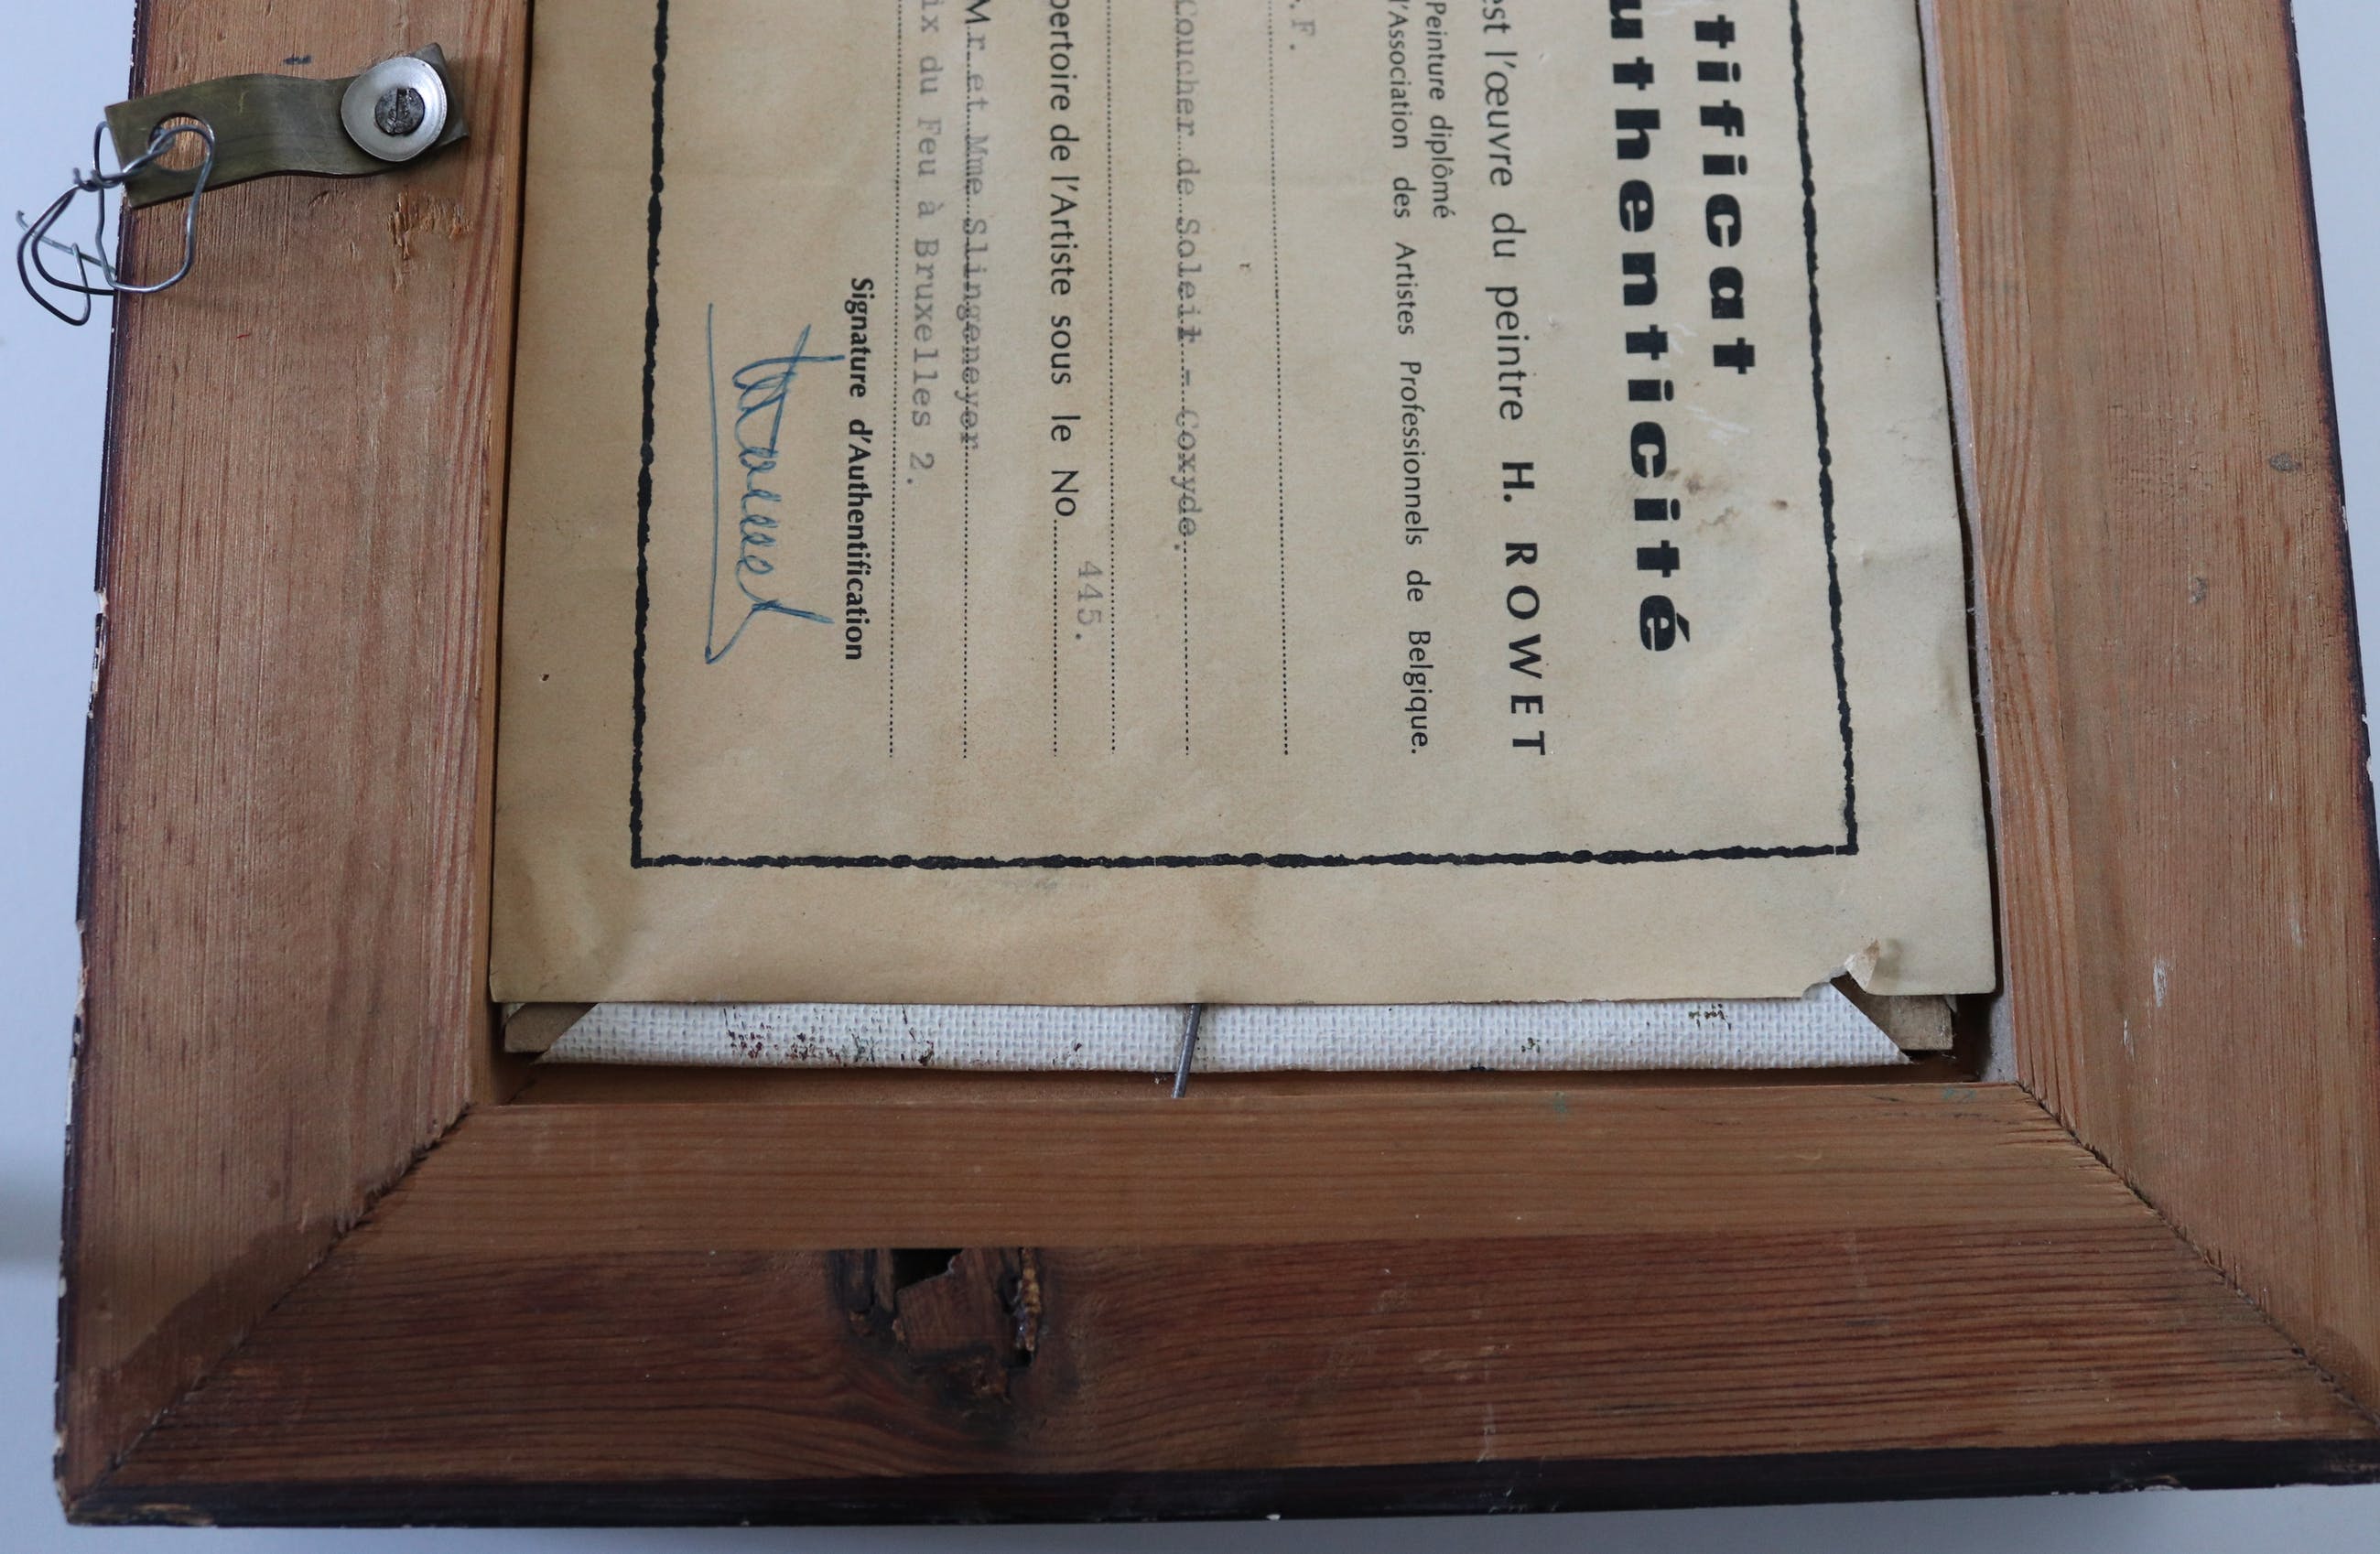 tificat
uthenticité
est l'œuvre du peintre H. ROWET
Peinture diplômé
l'Association des Artistes Professionnels de Belgique.
.F.
Coucher de Soleil - Coxyde.
pertoire de l'Artiste sous le No 445.
M.r et Mme Slingeneyer
ix du Feu à Bruxelles 2.
Signature d'Authentification